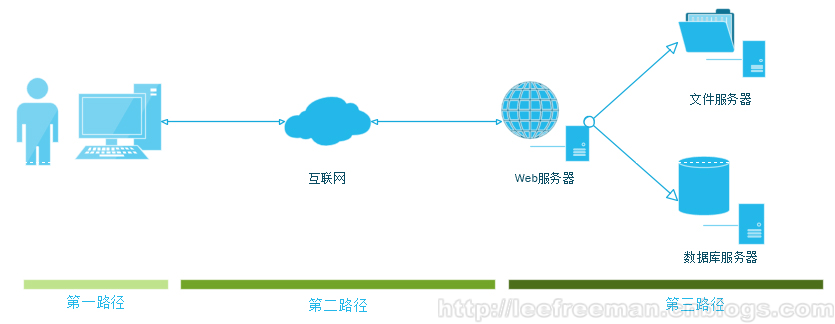 文件服务器
互联网
Web服务器
数据库服务器
第一路径
第二路径
第三路径
http://leefreeman.cnblogs.com